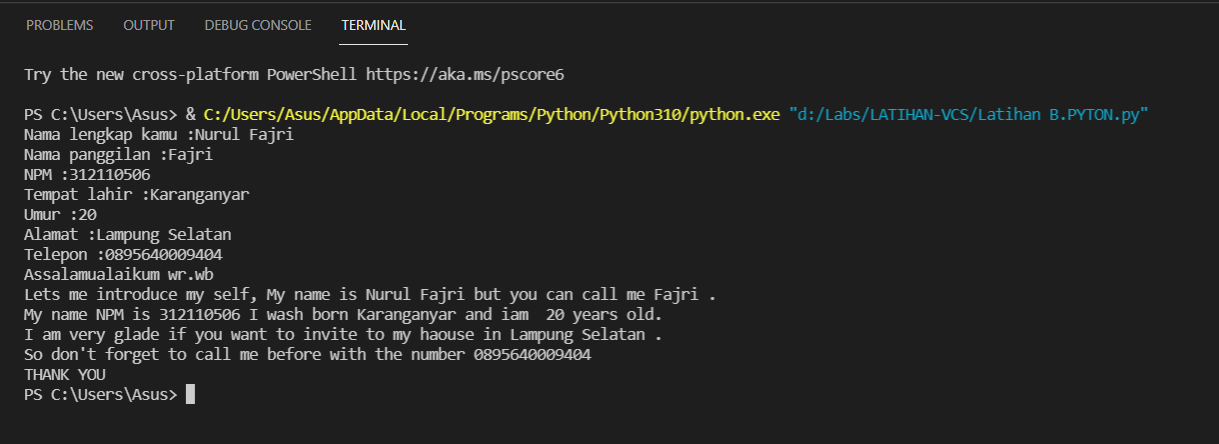 PROBLEMS OUTPUT DEBUG CONSOLE TERMINAL
Try the new cross-platform PowerShell https://aka.ms/pscore6
PS C:\Users\Asus> & C:/Users/Asus/AppData/Local/Programs/Python/Python310/python.exe "d:/Labs/LATIHAN-VCS/Latihan B.PYTON.py"
Nama lengkap kamu :Nurul Fajri
Nama panggilan :Fajri
NPM :312110506
Tempat lahir :Karanganyar
Umur :20
Alamat :Lampung Selatan
Telepon :0895640009404
Assalamualaikum wr.wb
Lets me introduce my self, My name is Nurul Fajri but you can call me Fajri .
My name NPM is 312110506 I wash born Karanganyar and iam  20 years old.
I am very glade if you want to invite to my haouse in Lampung Selatan .
So don't forget to call me before with the number 0895640009404
THANK YOU
PS C:\Users\Asus>